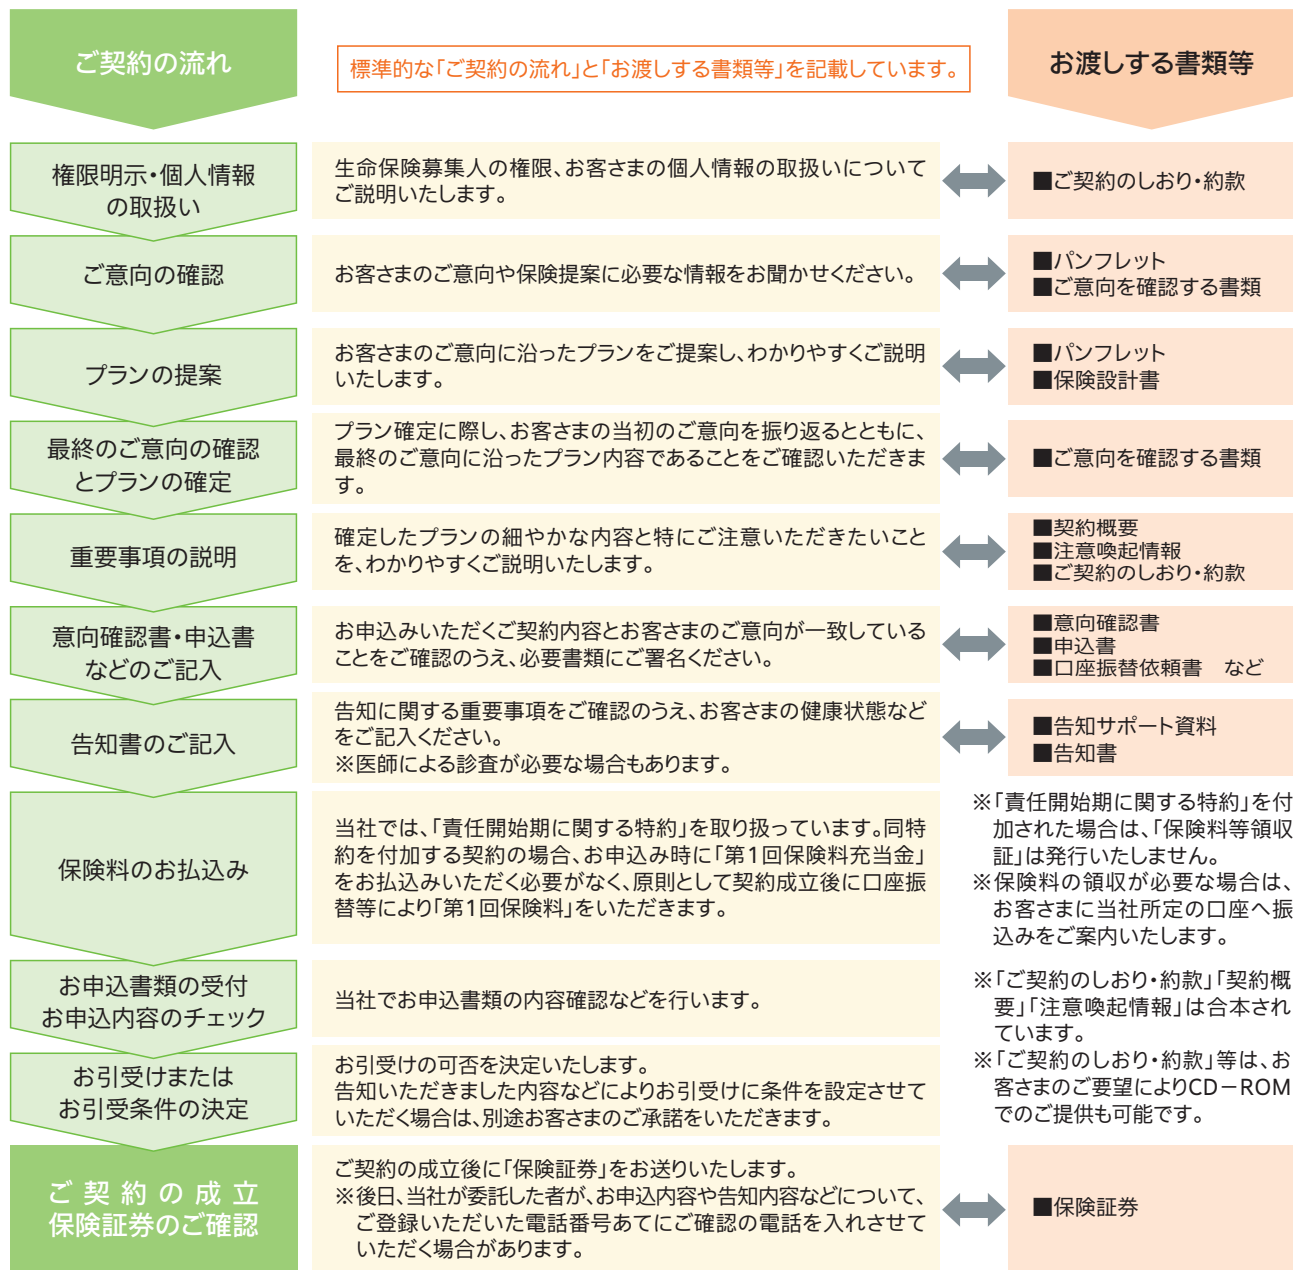 ご契約の流れ
標準的な「ご契約の流れ」と「お渡しする書類等」を記載しています。
お渡しする書類等
権限明示・個人情報
の取扱い
生命保険募集人の権限、お客さまの個人情報の取扱いについて
ご説明いたします。
■ご契約のしおり・約款
ご意向の確認
お客さまのご意向や保険提案に必要な情報をお聞かせください。
■パンフレット
■ご意向を確認する書類
プランの提案
お客さまのご意向に沿ったプランをご提案し、わかりやすくご説明
いたします。
■パンフレット
■保険設計書
最終のご意向の確認
とプランの確定
プラン確定に際し、お客さまの当初のご意向を振り返るとともに、
最終のご意向に沿ったプラン内容であることをご確認いただきま
す。
■ご意向を確認する書類
重要事項の説明
確定したプランの細やかな内容と特にご注意いただきたいこと
を、わかりやすくご説明いたします。
■契約概要
■注意喚起情報
■ご契約のしおり・約款
意向確認書・申込書
などのご記入
お申込みいただくご契約内容とお客さまのご意向が一致している
ことをご確認のうえ、必要書類にご署名ください。
■意向確認書
■申込書
■口座振替依頼書　など
告知書のご記入
告知に関する重要事項をご確認のうえ、お客さまの健康状態など
をご記入ください。
※医師による診査が必要な場合もあります。
■告知サポート資料
■告知書
保険料のお払込み
当社では、「責任開始期に関する特約」を取り扱っています。同特
約を付加する契約の場合、お申込み時に「第1回保険料充当金」
をお払込みいただく必要がなく、原則として契約成立後に口座振
替等により「第1回保険料」をいただきます。
※「責任開始期に関する特約」を付
加された場合は、「保険料等領収
証」は発行いたしません。
※保険料の領収が必要な場合は、
お客さまに当社所定の口座へ振
込みをご案内いたします。
お申込書類の受付
お申込内容のチェック
当社でお申込書類の内容確認などを行います。
※「ご契約のしおり・約款」「契約概
要」「注意喚起情報」は合本され
ています。
※「ご契約のしおり・約款」等は、お
客さまのご要望によりCD－ROM
でのご提供も可能です。
お引受けまたは
お引受条件の決定
お引受けの可否を決定いたします。
告知いただきました内容などによりお引受けに条件を設定させて
いただく場合は、別途お客さまのご承諾をいただきます。
ご契約の成立
保険証券のご確認
ご契約の成立後に「保険証券」をお送りいたします。
※後日、当社が委託した者が、お申込内容や告知内容などについて、
ご登録いただいた電話番号あてにご確認の電話を入れさせて
いただく場合があります。
■保険証券